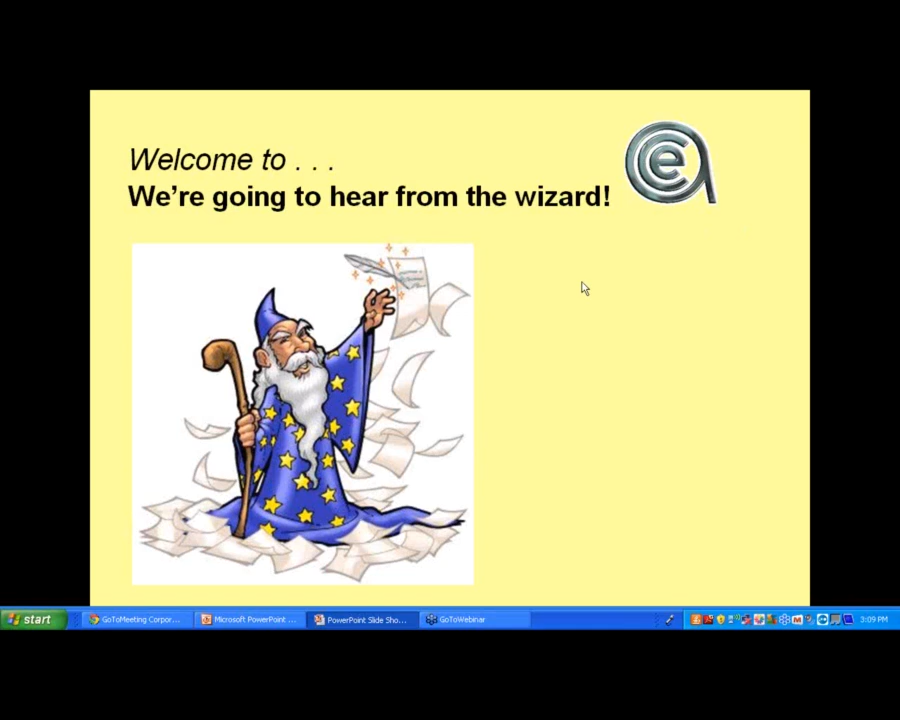 Welcome to . . .
We're going to hear from the wizard!
start
GoToMeeting Corpor...
Microsoft PowerPoint ...
PowerPoint Slide Sho...
GoToWebinar
3:09 PM